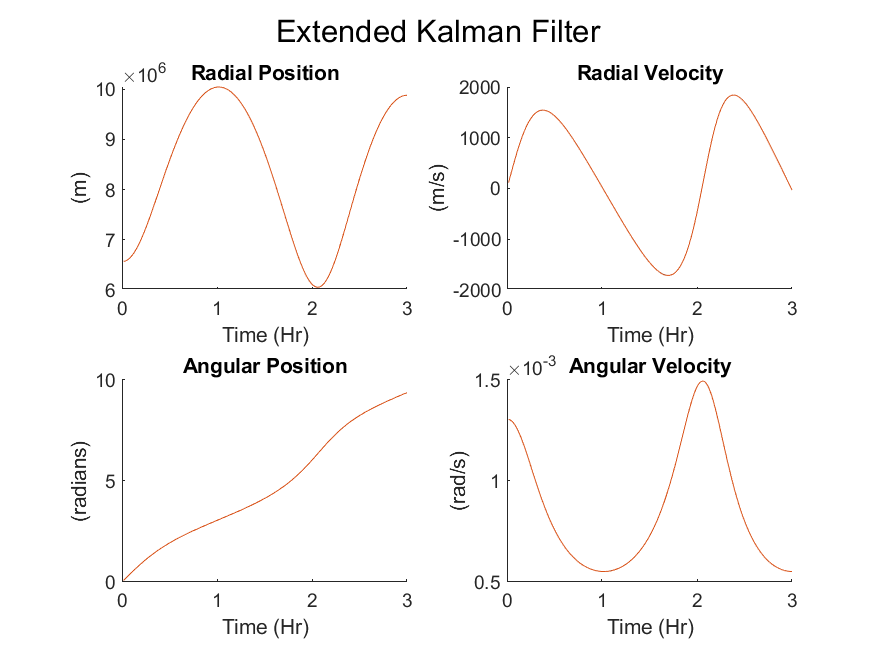 Extended Kalman Filter
×10⁶
Radial Position
10
9
8
7
6
(m)
0 1 2 3
Time (Hr)
Radial Velocity
2000
1000
0
-1000
-2000
(m/s)
0 1 2 3
Time (Hr)
Angular Position
10
5
0
(radians)
0 1 2 3
Time (Hr)
×10⁻³
Angular Velocity
1.5
1
0.5
(rad/s)
0 1 2 3
Time (Hr)